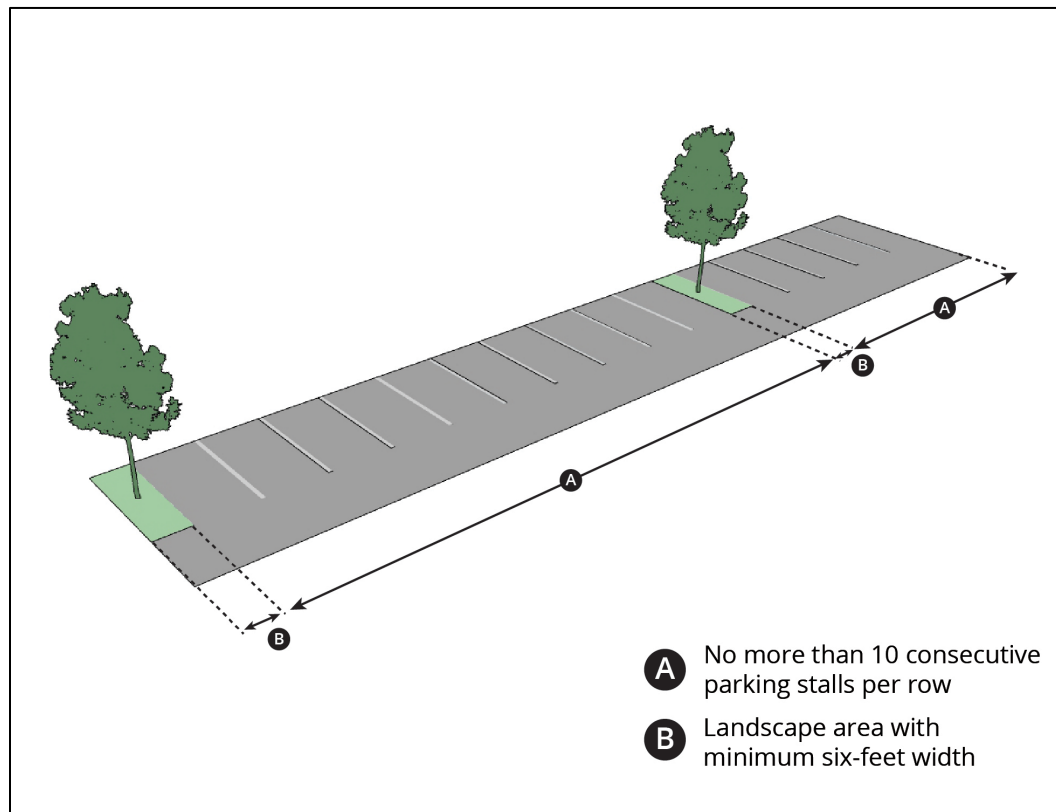 A
B
A
B
A No more than 10 consecutive
parking stalls per row
B Landscape area with
minimum six-feet width